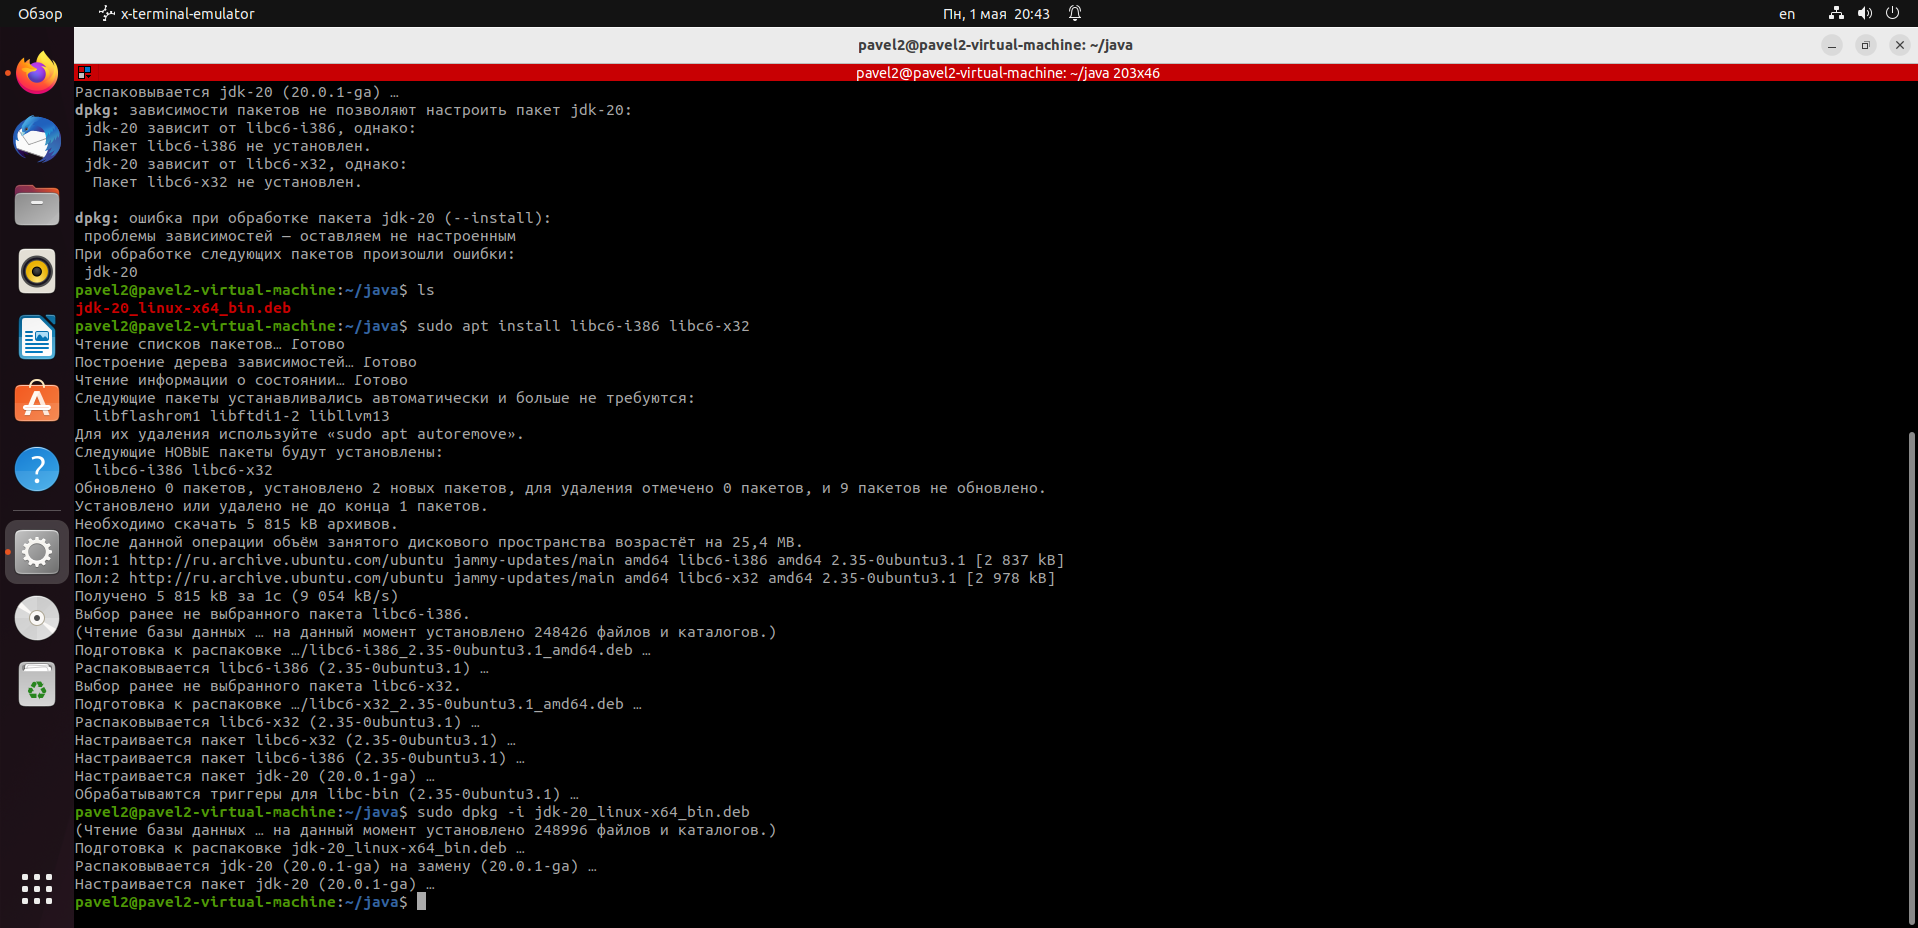 Обзор
x-terminal-emulator
Пн, 1 мая 20:43
en
pavel2@pavel2-virtual-machine: ~/java
pavel2@pavel2-virtual-machine: ~/java 203x46
Распаковывается jdk-20 (20.0.1-ga) …
dpkg: зависимости пакетов не позволяют настроить пакет jdk-20:
jdk-20 зависит от libc6-i386, однако:
Пакет libc6-i386 не установлен.
jdk-20 зависит от libc6-x32, однако:
Пакет libc6-x32 не установлен.
dpkg: ошибка при обработке пакета jdk-20 (--install):
проблемы зависимостей — оставляем не настроенным
При обработке следующих пакетов произошли ошибки:
jdk-20
pavel2@pavel2-virtual-machine:~/java$ ls
jdk-20_linux-x64_bin.deb
pavel2@pavel2-virtual-machine:~/java$ sudo apt install libc6-i386 libc6-x32
Чтение списков пакетов… Готово
Построение дерева зависимостей… Готово
Чтение информации о состоянии… Готово
Следующие пакеты устанавливались автоматически и больше не требуются:
libflashrom1 libftdi1-2 libllvm13
Для их удаления используйте «sudo apt autoremove».
Следующие НОВЫЕ пакеты будут установлены:
libc6-i386 libc6-x32
Обновлено 0 пакетов, установлено 2 новых пакетов, для удаления отмечено 0 пакетов, и 9 пакетов не обновлено.
Установлено или удалено не до конца 1 пакетов.
Необходимо скачать 5 815 kB архивов.
После данной операции объём занятого дискового пространства возрастёт на 25,4 MB.
Пол:1 http://ru.archive.ubuntu.com/ubuntu jammy-updates/main amd64 libc6-i386 amd64 2.35-0ubuntu3.1 [2 837 kB]
Пол:2 http://ru.archive.ubuntu.com/ubuntu jammy-updates/main amd64 libc6-x32 amd64 2.35-0ubuntu3.1 [2 978 kB]
Получено 5 815 kB за 1с (9 054 kB/s)
Выбор ранее не выбранного пакета libc6-i386.
(Чтение базы данных … на данный момент установлено 248426 файлов и каталогов.)
Подготовка к распаковке …/libc6-i386_2.35-0ubuntu3.1_amd64.deb …
Распаковывается libc6-i386 (2.35-0ubuntu3.1) …
Выбор ранее не выбранного пакета libc6-x32.
Подготовка к распаковке …/libc6-x32_2.35-0ubuntu3.1_amd64.deb …
Распаковывается libc6-x32 (2.35-0ubuntu3.1) …
Настраивается пакет libc6-x32 (2.35-0ubuntu3.1) …
Настраивается пакет libc6-i386 (2.35-0ubuntu3.1) …
Настраивается пакет jdk-20 (20.0.1-ga) …
Обрабатываются триггеры для libc-bin (2.35-0ubuntu3.1) …
pavel2@pavel2-virtual-machine:~/java$ sudo dpkg -i jdk-20_linux-x64_bin.deb
(Чтение базы данных … на данный момент установлено 248996 файлов и каталогов.)
Подготовка к распаковке jdk-20_linux-x64_bin.deb …
Распаковывается jdk-20 (20.0.1-ga) на замену (20.0.1-ga) …
Настраивается пакет jdk-20 (20.0.1-ga) …
pavel2@pavel2-virtual-machine:~/java$